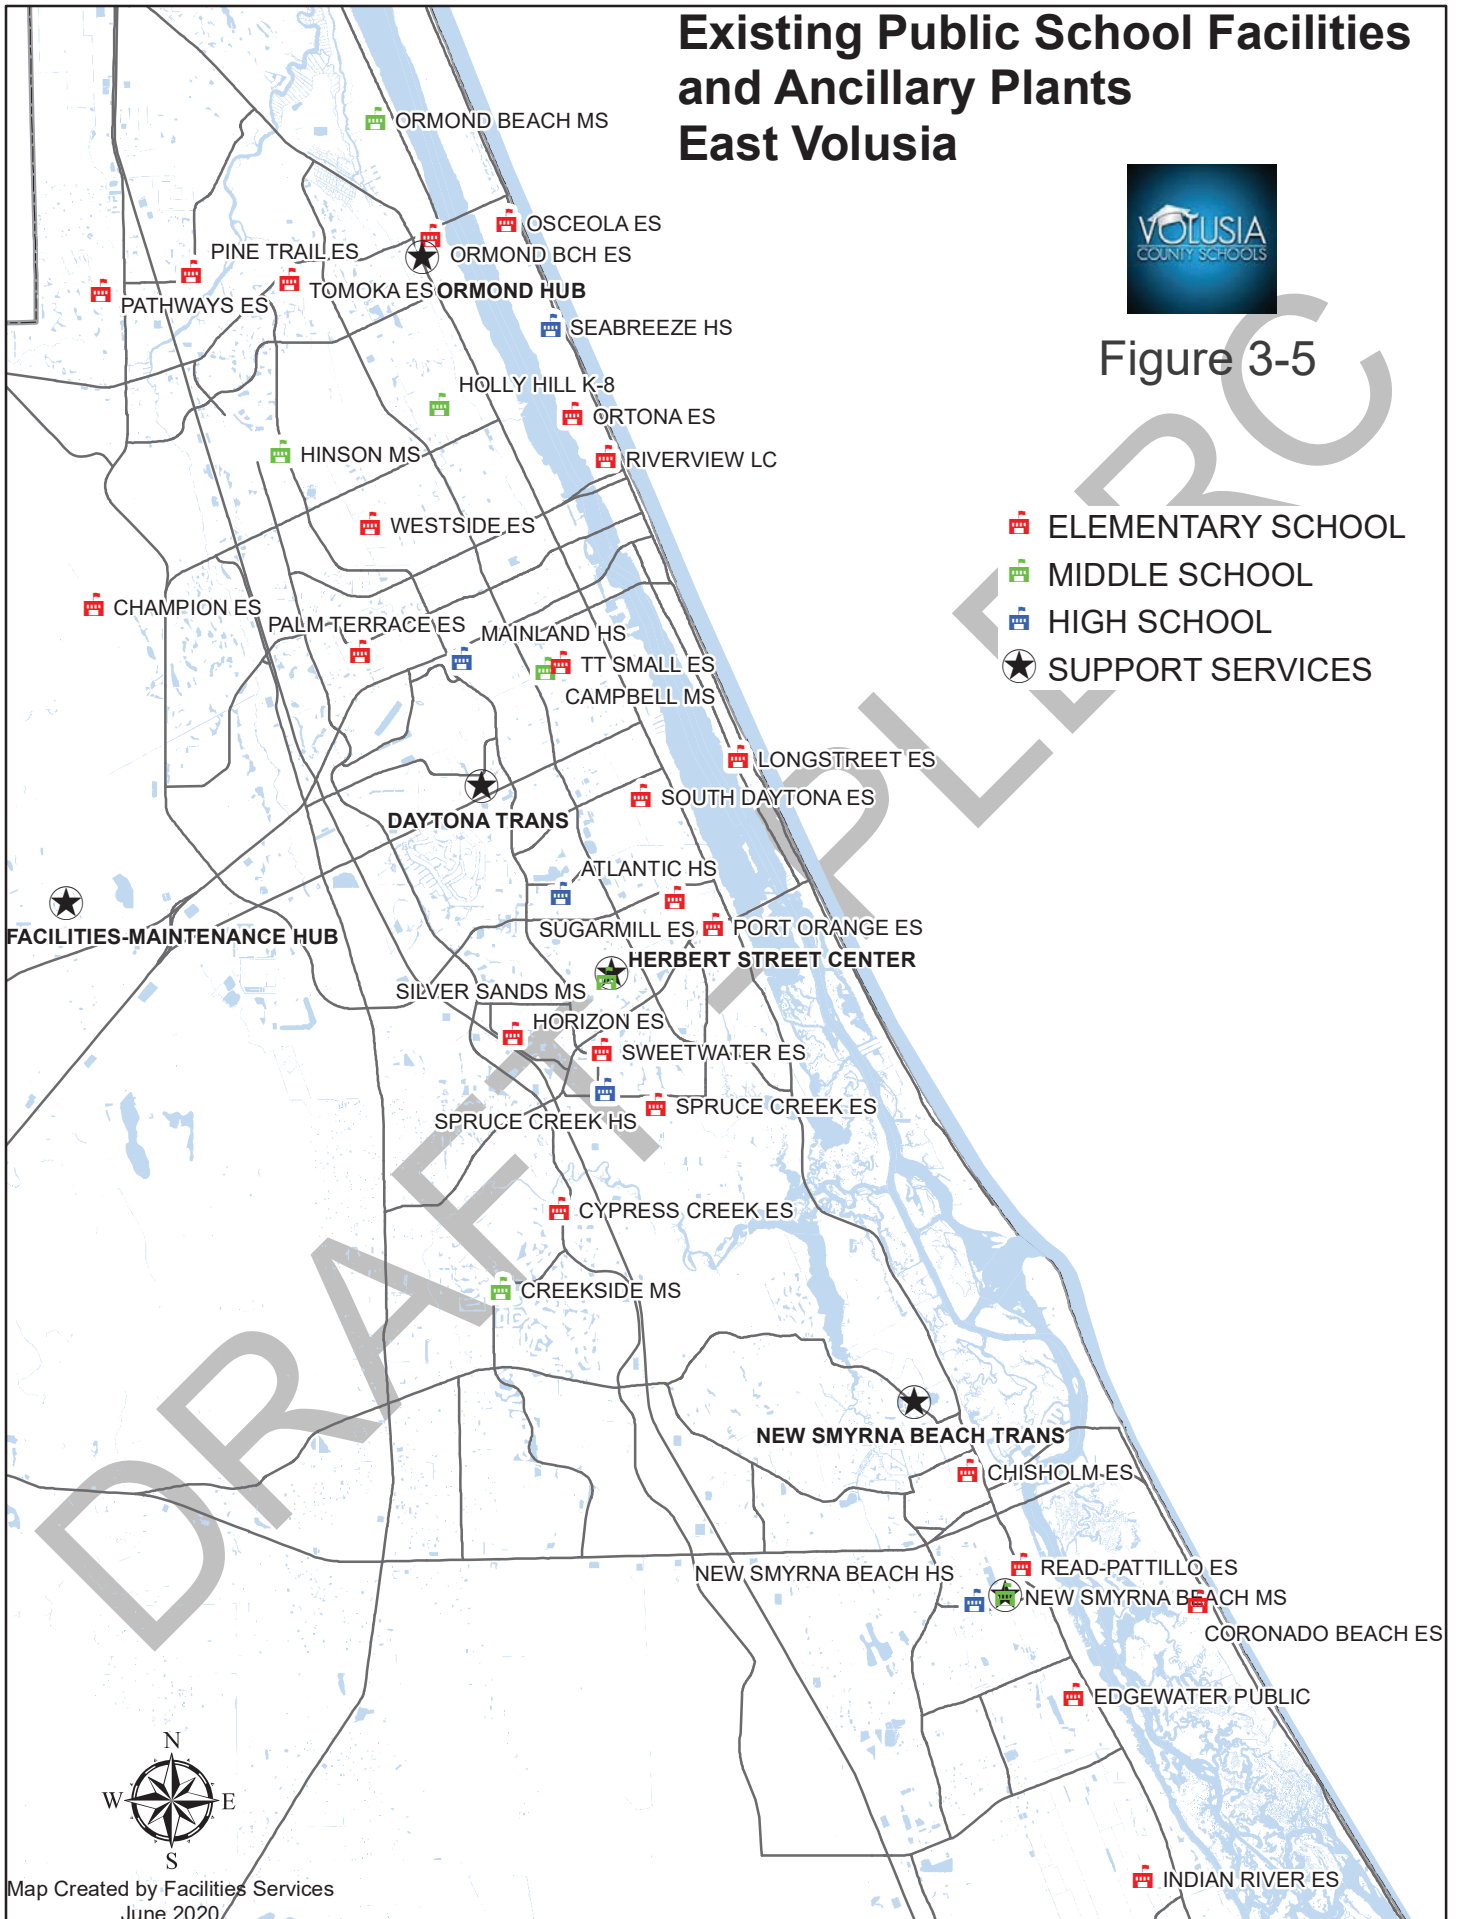 Existing Public School Facilities
and Ancillary Plants
East Volusia
VOLUSIA
COUNTY SCHOOLS
Figure 3-5
ELEMENTARY SCHOOL
MIDDLE SCHOOL
HIGH SCHOOL
SUPPORT SERVICES
ORMOND BEACH MS
OSCEOLA ES
PINE TRAIL ES
ORMOND BCH ES
TOMOKA ES
ORMOND HUB
PATHWAYS ES
SEABREEZE HS
HOLLY HILL K-8
ORTONA ES
HINSON MS
RIVERVIEW LC
WESTSIDE ES
CHAMPION ES
PALM TERRACE ES
MAINLAND HS
TT SMALL ES
CAMPBELL MS
LONGSTREET ES
SOUTH DAYTONA ES
DAYTONA TRANS
ATLANTIC HS
SUGARMILL ES
PORT ORANGE ES
FACILITIES-MAINTENANCE HUB
HERBERT STREET CENTER
SILVER SANDS MS
HORIZON ES
SWEETWATER ES
SPRUCE CREEK ES
SPRUCE CREEK HS
CYPRESS CREEK ES
CREEKSIDE MS
NEW SMYRNA BEACH TRANS
CHISHOLM ES
READ-PATTILLO ES
NEW SMYRNA BEACH HS
NEW SMYRNA BEACH MS
CORONADO BEACH ES
EDGEWATER PUBLIC
INDIAN RIVER ES
N
W
E
S
Map Created by Facilities Services
June 2020